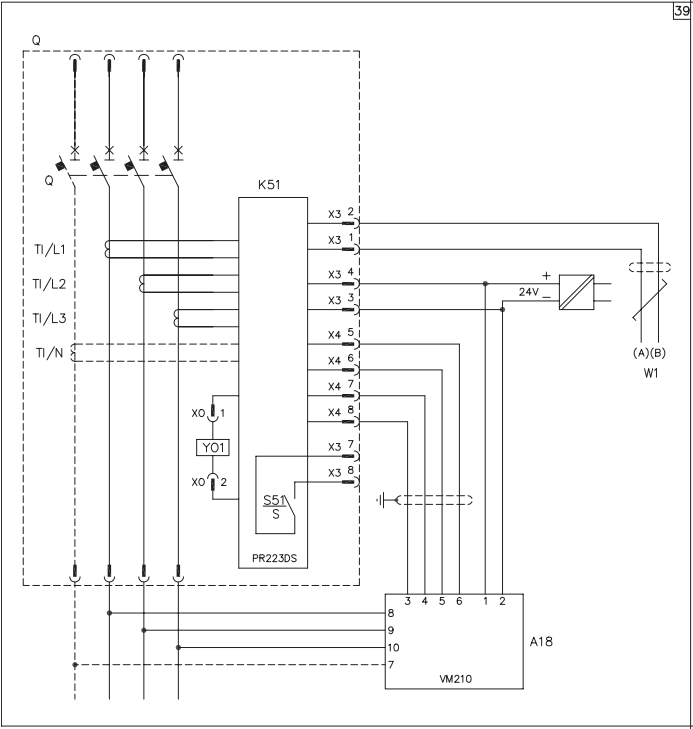 39
Q
Q
K51
X3 2
X3 1
TI/L1
X3 4
+
24V
−
TI/L2
X3 3
TI/L3
X4 5
TI/N
X4 6
(A)(B)
W1
X4 7
X4 8
XO 1
YO1
X3 7
X3 8
XO 2
S51
S
PR223DS
3 4 5 6 1 2
8
9
10
7
A18
VM210